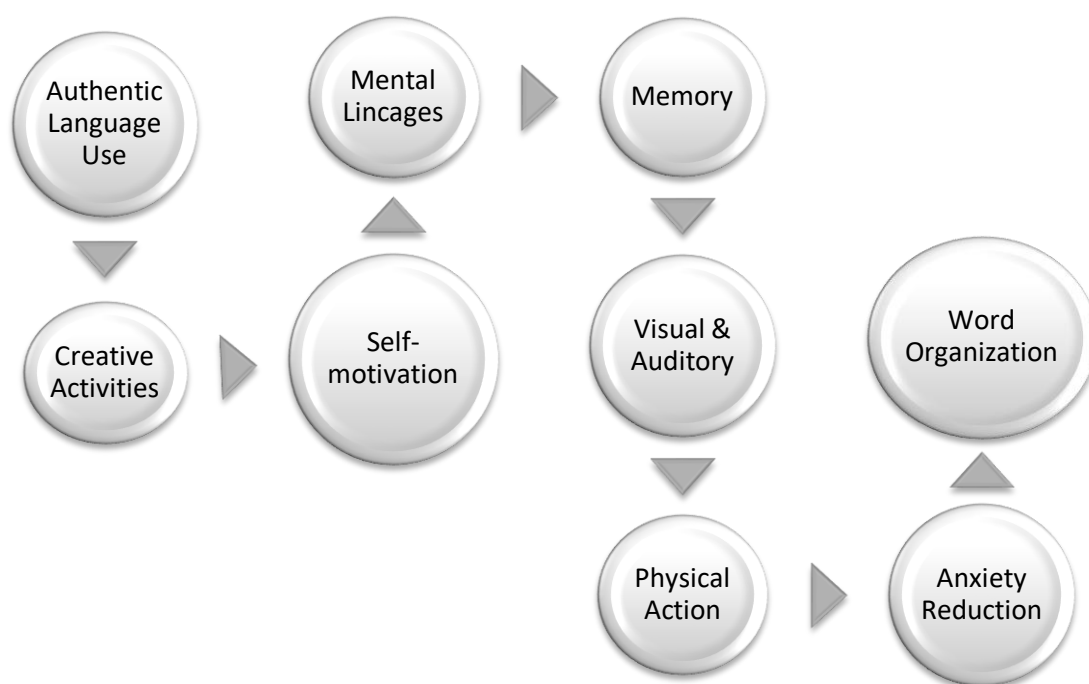 Authentic
Language
Use
Creative
Activities
Self-
motivation
Mental
Lincages
Memory
Visual &
Auditory
Physical
Action
Anxiety
Reduction
Word
Organization